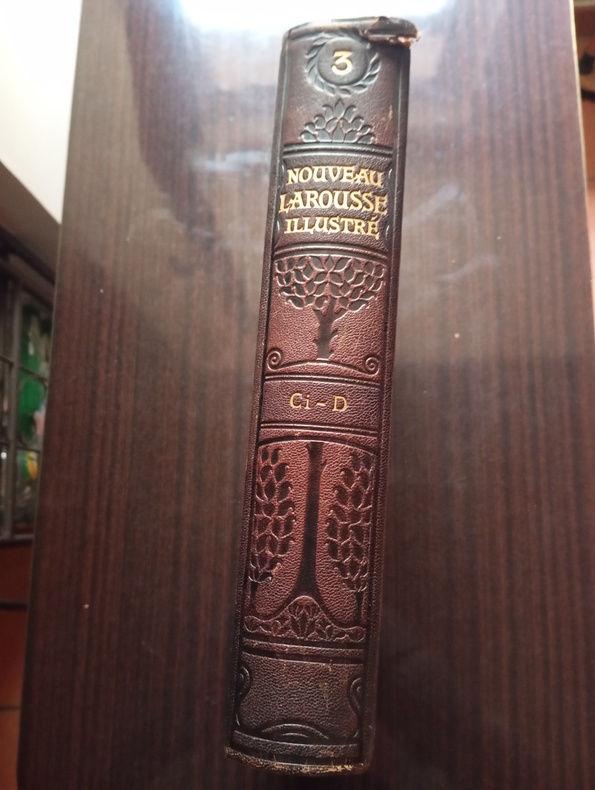 3
NOUVEAU
LAROUSSE
ILLUSTRÉ
Ci-D